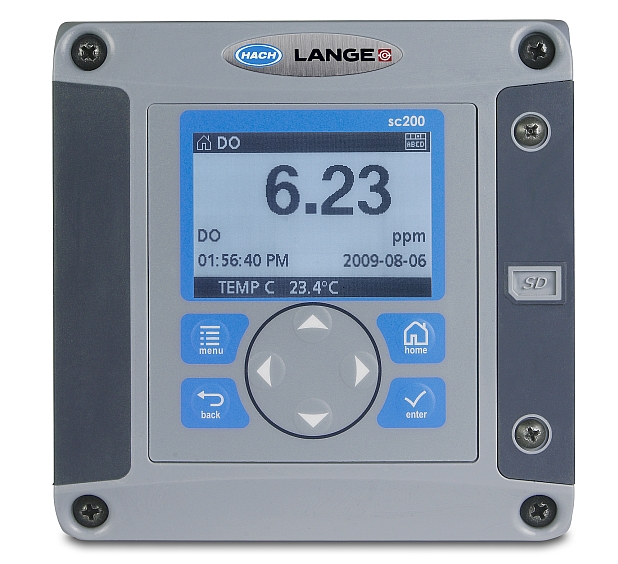 HACH LANGE
sc200
DO
ABCD
6.23
DO ppm
01:56:40 PM 2009-08-06
TEMP C 23.4°C
SD
menu
home
back
enter